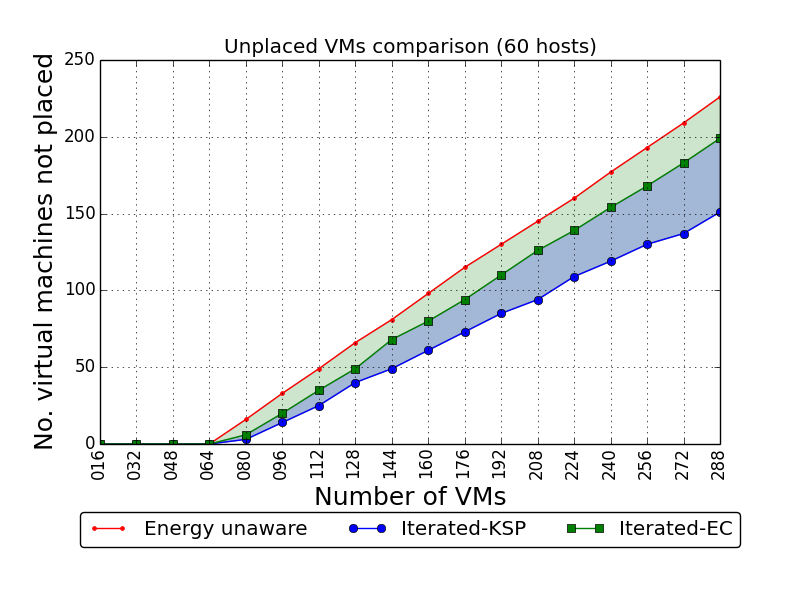 Unplaced VMs comparison (60 hosts)
No. virtual machines not placed
250
200
150
100
50
0
016 032 048 064 080 096 112 128 144 160 176 192 208 224 240 256 272 288
Number of VMs
Energy unaware Iterated-KSP Iterated-EC